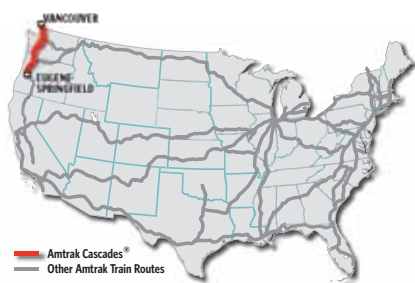 VANCOUVER
EUGENE-
SPRINGFIELD
Amtrak Cascades®
Other Amtrak Train Routes